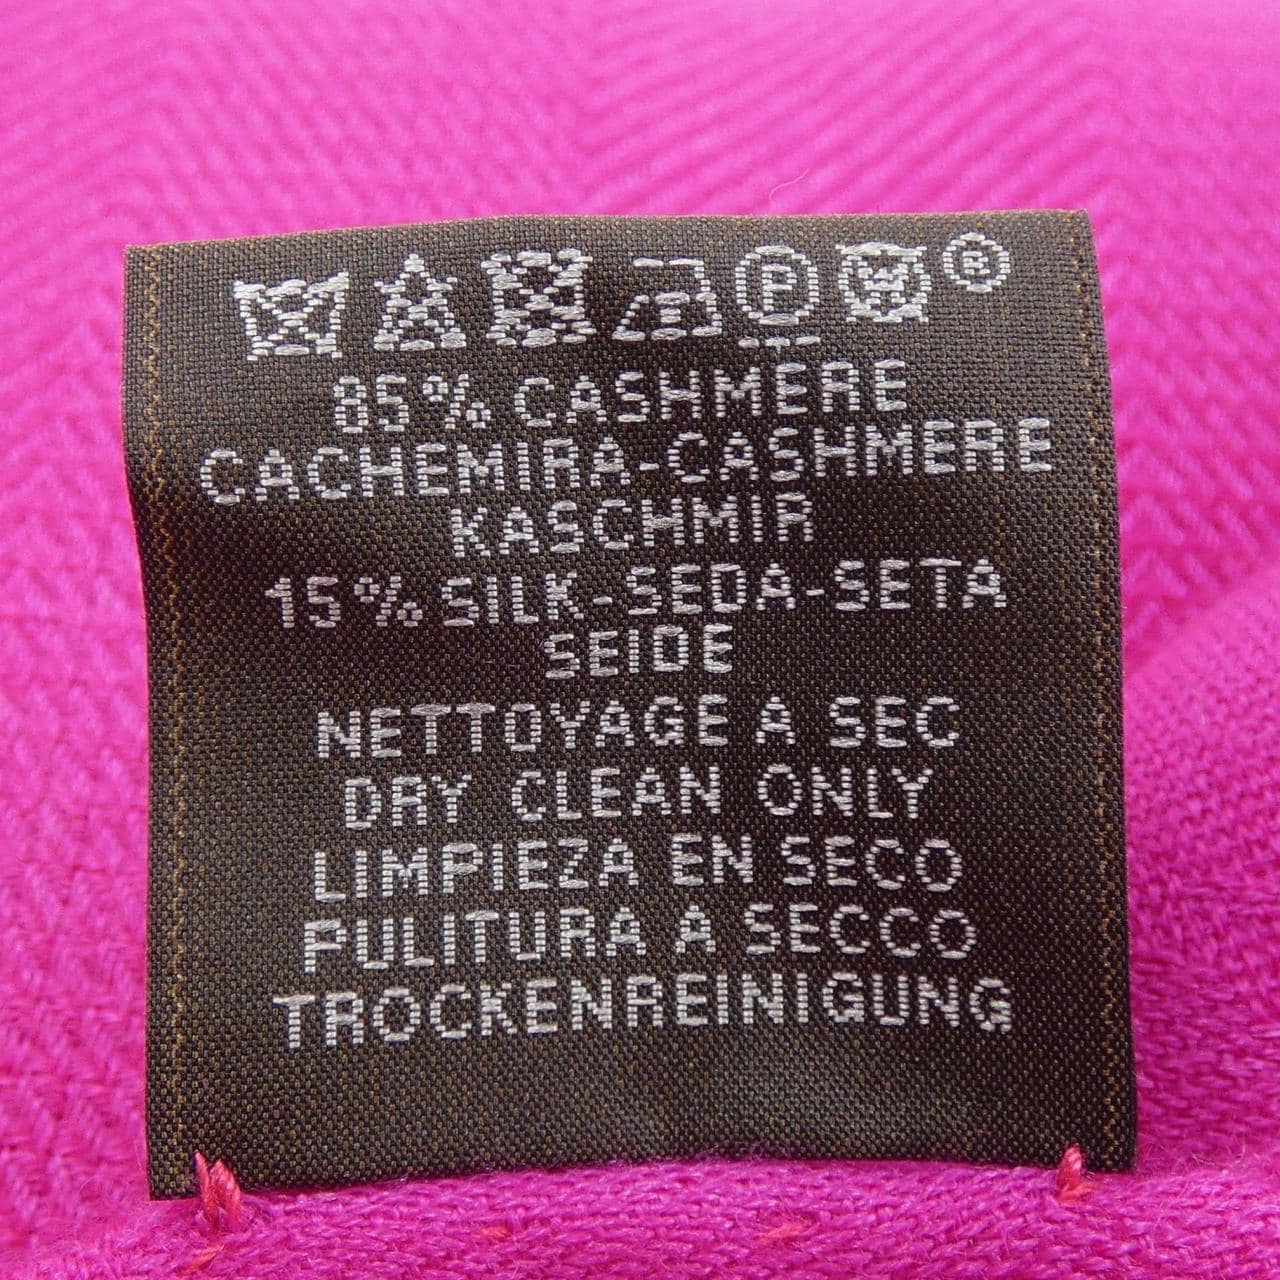 P W B
85% CASHMERE
CACHEMIRA-CASHMERE
KASCHMIR
15% SILK-SEDA-SETA
SEIDE
NETTOYAGE A SEC
DRY CLEAN ONLY
LIMPIEZA EN SECO
PULITURA A SECCO
TROCKENREINIGUNG